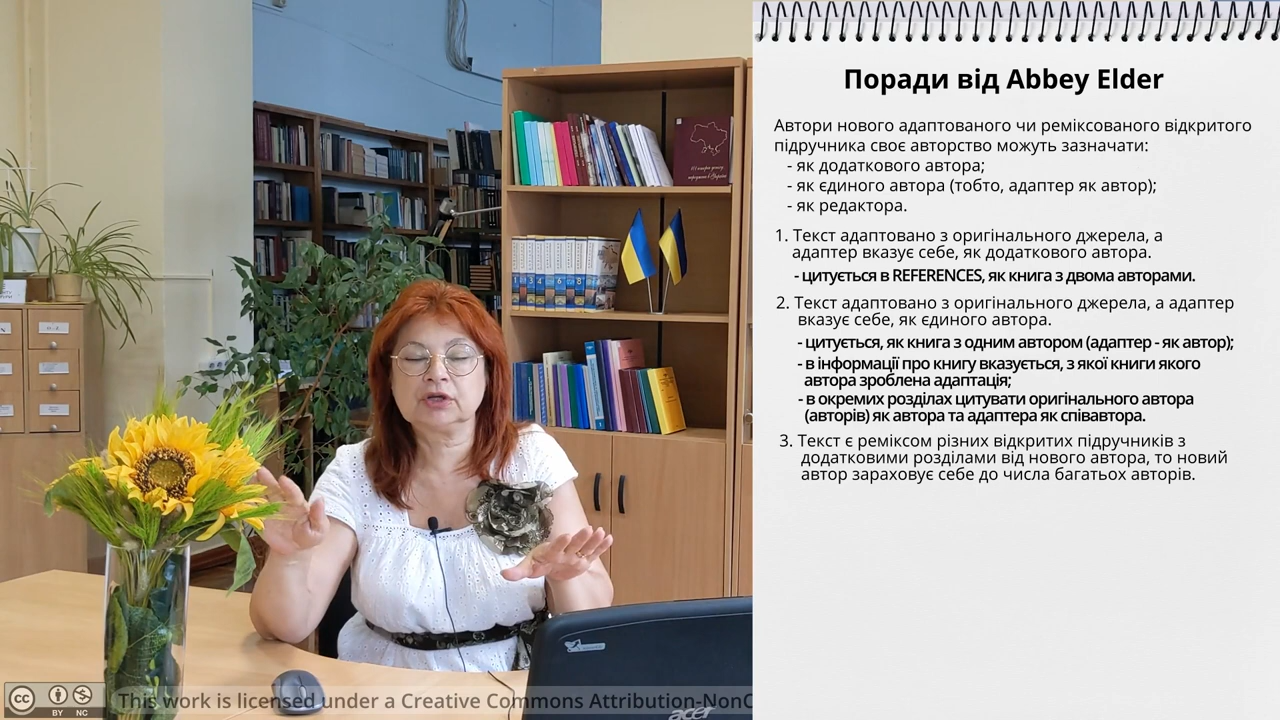 Поради від Abbey Elder
Автори нового адаптованого чи реміксованого відкритого
підручника своє авторство можуть зазначати:
- як додаткового автора;
- як єдиного автора (тобто, адаптер як автор);
- як редактора.
1. Текст адаптовано з оригінального джерела, а
адаптер вказує себе, як додаткового автора.
- цитується в REFERENCES, як книга з двома авторами.
2. Текст адаптовано з оригінального джерела, а адаптер
вказує себе, як єдиного автора.
- цитується, як книга з одним автором (адаптер - як автор);
- в інформації про книгу вказується, з якої книги якого
автора зроблена адаптація;
- в окремих розділах цитувати оригінального автора
(авторів) як автора та адаптера як співавтора.
3. Текст є реміксом різних відкритих підручників з
додатковими розділами від нового автора, то новий
автор зараховує себе до числа багатьох авторів.
cc BY NC
This work is licensed under a Creative Commons Attribution-NonC
acer